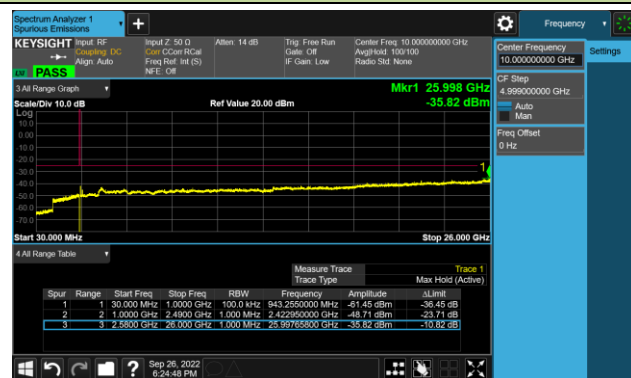 Spectrum Analyzer 1
Spurious Emissions
Frequency
KEYSIGHT
Input: RF
Coupling: DC
Align: Auto
Input Z: 50 Ω
Corr CCorr RCal
Freq Ref: Int (S)
NFE: Off
Atten: 14 dB
Trig: Free Run
Gate: Off
IF Gain: Low
Center Freq: 10.000000000 GHz
Avg|Hold: 100/100
Radio Std: None
PASS
Center Frequency
10.000000000 GHz
Settings
CF Step
4.999000000 GHz
Auto
Man
Freq Offset
0 Hz
3 All Range Graph
Mkr1 25.998 GHz
Scale/Div 10.0 dB
Ref Value 20.00 dBm
-35.82 dBm
Log
10.0
0.00
-10.0
-20.0
-30.0
-40.0
-50.0
-60.0
-70.0
1
Start 30.000 MHz
Stop 26.000 GHz
4 All Range Table
Measure Trace Trace 1
Trace Type Max Hold (Active)
Spur Range Start Freq Stop Freq RBW Frequency Amplitude ΔLimit
1 1 30.000 MHz 1.0000 GHz 100.0 kHz 943.2550000 MHz -61.45 dBm -36.45 dB
2 2 1.0000 GHz 2.4900 GHz 1.000 MHz 2.422950000 GHz -48.71 dBm -23.71 dB
3 3 2.5800 GHz 26.000 GHz 1.000 MHz 25.99765800 GHz -35.82 dBm -10.82 dB
?
Sep 26, 2022
6:24:48 PM